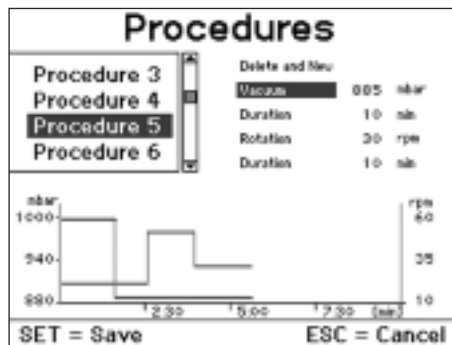 Procedures
Procedure 3
Procedure 4
Procedure 5
Procedure 6
Delete and New
Vacuum 885 mbar
Duration 10 min
Rotation 30 rpm
Duration 10 min
mbar rpm
1000 60
940 35
880 10
2:30 5:00 7:30 [min]
SET = Save ESC = Cancel